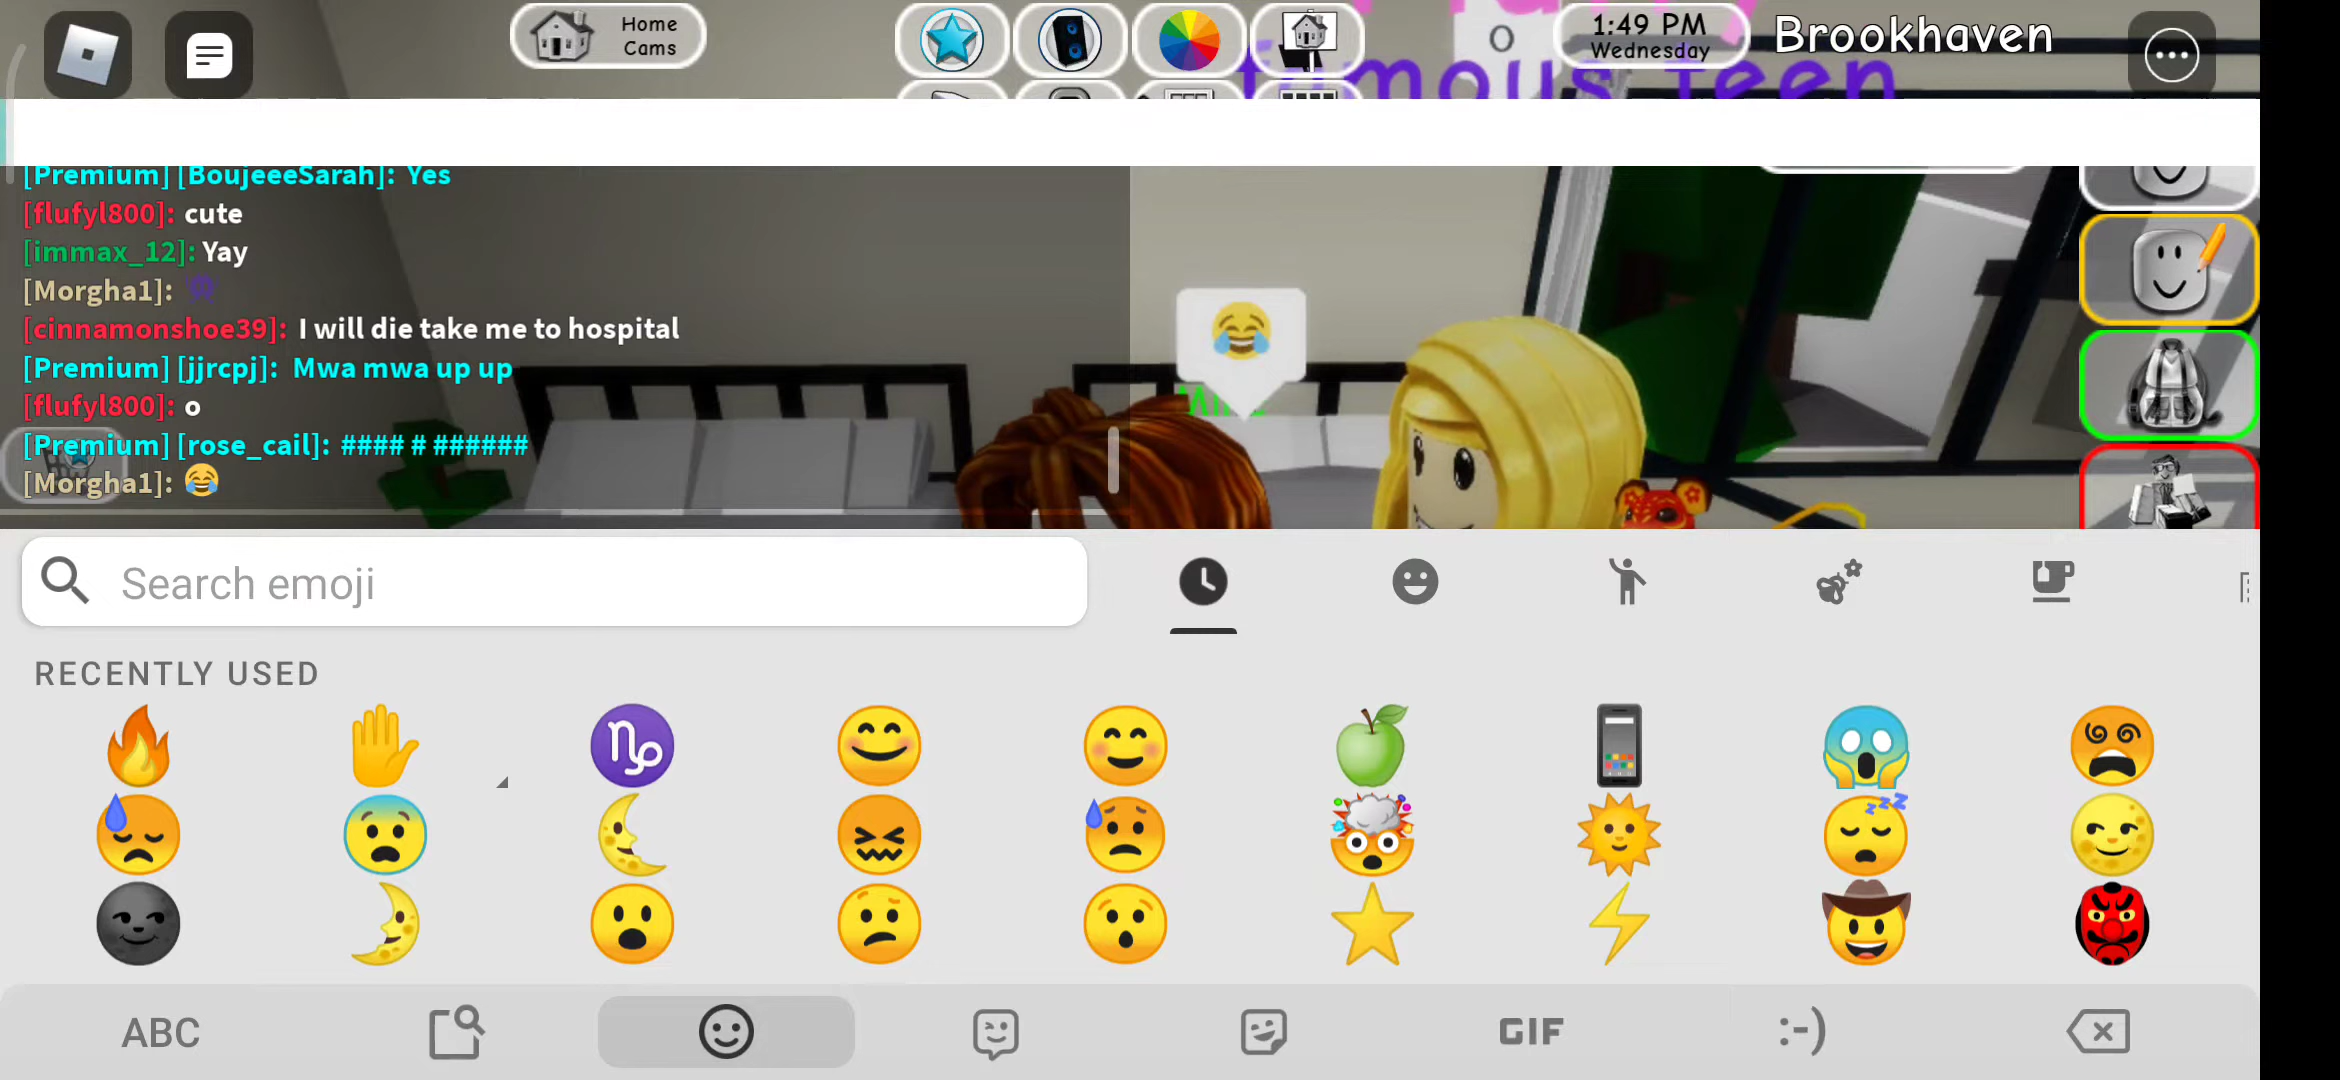 Home
Cams
1:49 PM
Wednesday
Brookhaven
famous teen
[Premium] [BoujeeeSarah]: Yes
[flufyl800]: cute
[immax_12]: Yay
[Morgha1]:
[cinnamonshoe39]: I will die take me to hospital
[Premium] [jjrcpj]: Mwa mwa up up
[flufyl800]: o
[Premium] [rose_cail]: #### # ######
[Morgha1]: 😂
o
Search emoji
RECENTLY USED
ABC
GIF
:-)